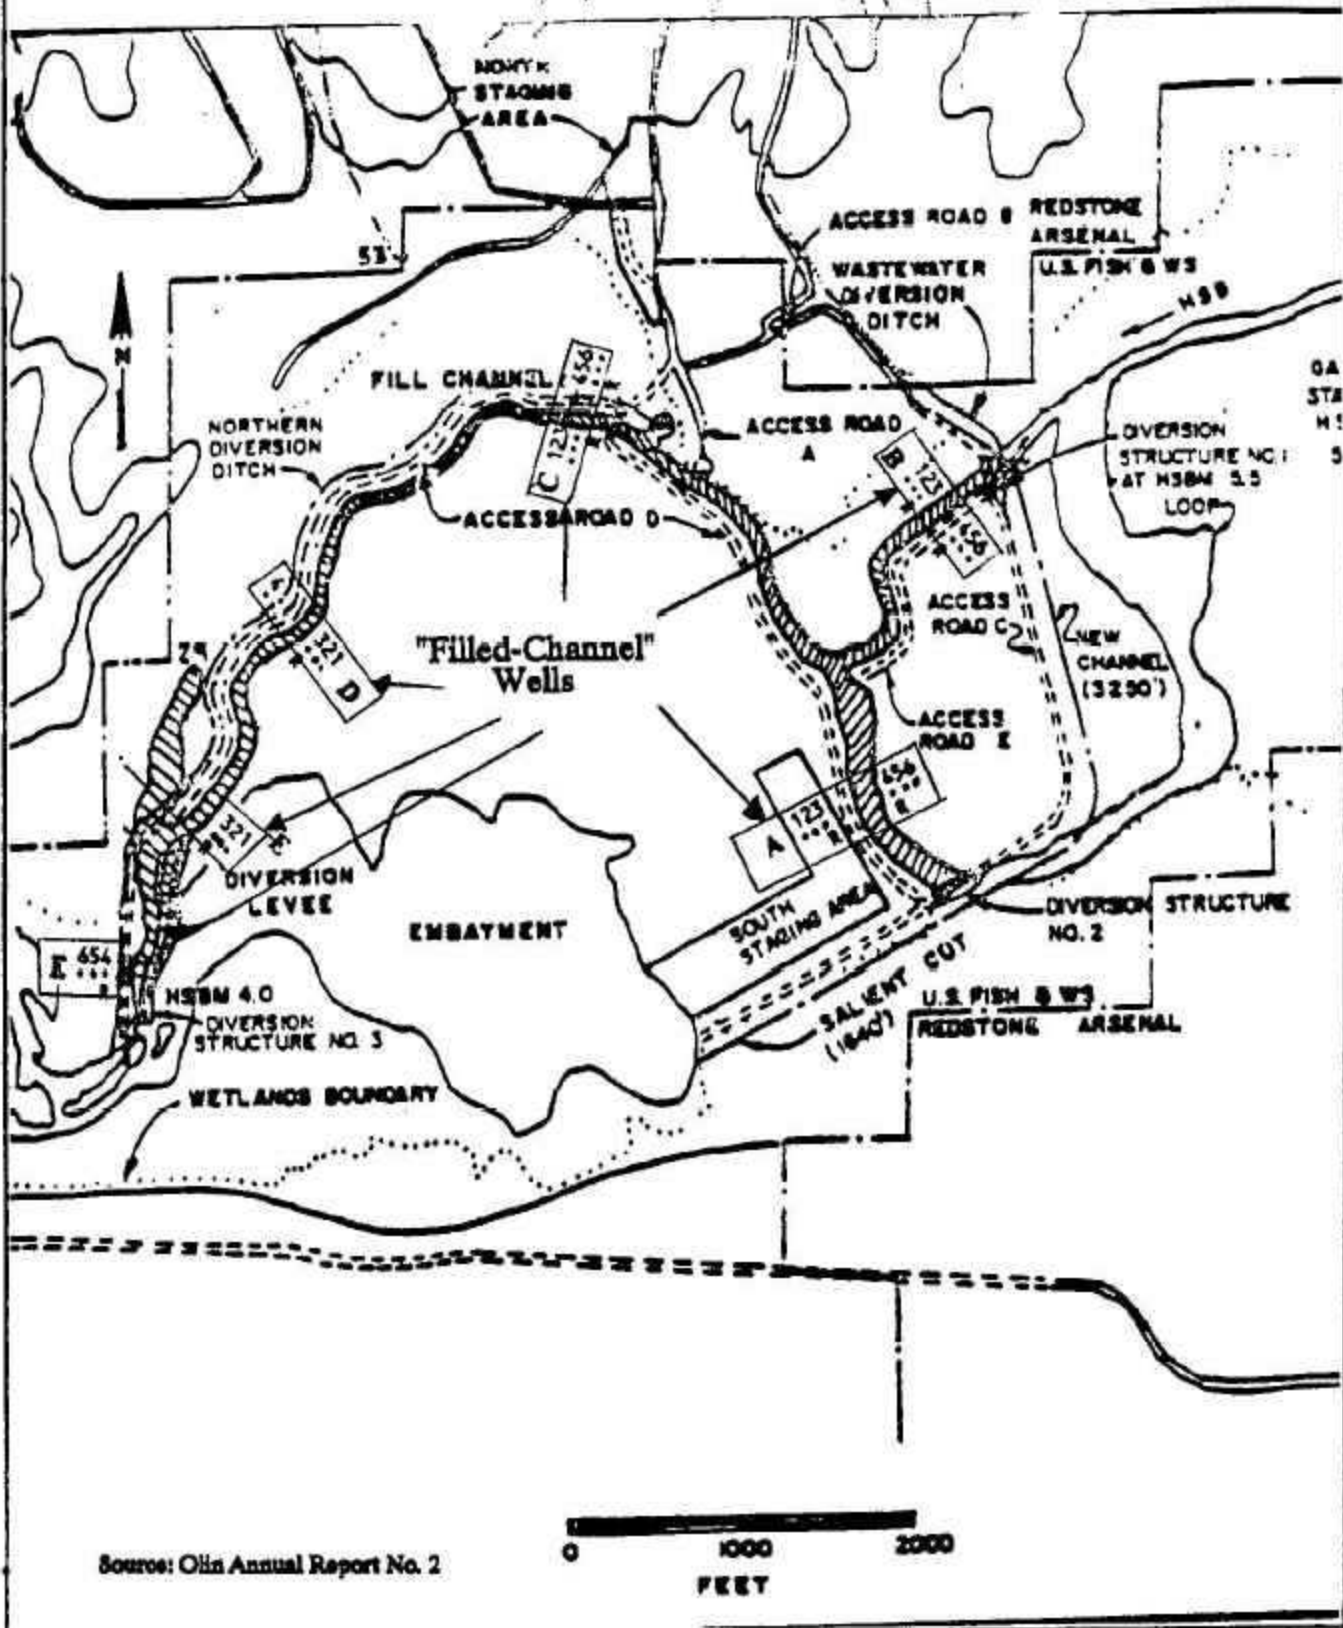 STAGING
AREA
ACCESS ROAD B
REDSTONE
ARSENAL
U.S. FISH & WS
WASTEWATER
DIVERSION
DITCH
HSB
N
FILL CHANNEL
656
C 123
R
NORTHERN
DIVERSION
DITCH
ACCESS ROAD
A
B 123
R
456
R
GA
STA
DIVERSION
STRUCTURE NO. 1
AT HSBM 5.5
LOOP
ACCESS ROAD D
ACCESS
ROAD C
NEW
CHANNEL
(3250')
321
R
D
"Filled-Channel"
Wells
ACCESS
ROAD E
456
R
A 123
R
321
E
DIVERSION
LEVEE
EMBAYMENT
SOUTH
STAGING AREA
DIVERSION STRUCTURE
NO. 2
E 654
R
HSBM 4.0
DIVERSION
STRUCTURE NO. 3
SALIENT CUT
(1640')
U.S. FISH & WS
REDSTONE ARSENAL
WETLANDS BOUNDARY
0 1000 2000
FEET
Source: Olin Annual Report No. 2